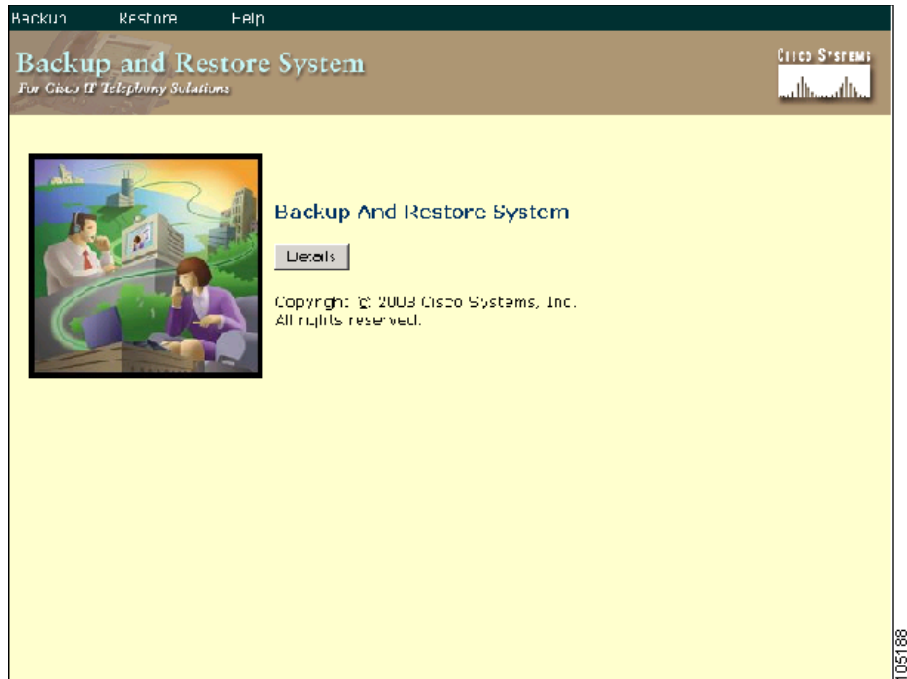 Backup Restore Help
Backup and Restore System
For Cisco IP Telephony Solutions
CISCO SYSTEMS
Backup And Restore System
Details
Copyright © 2003 Cisco Systems, Inc.
All rights reserved.
105188